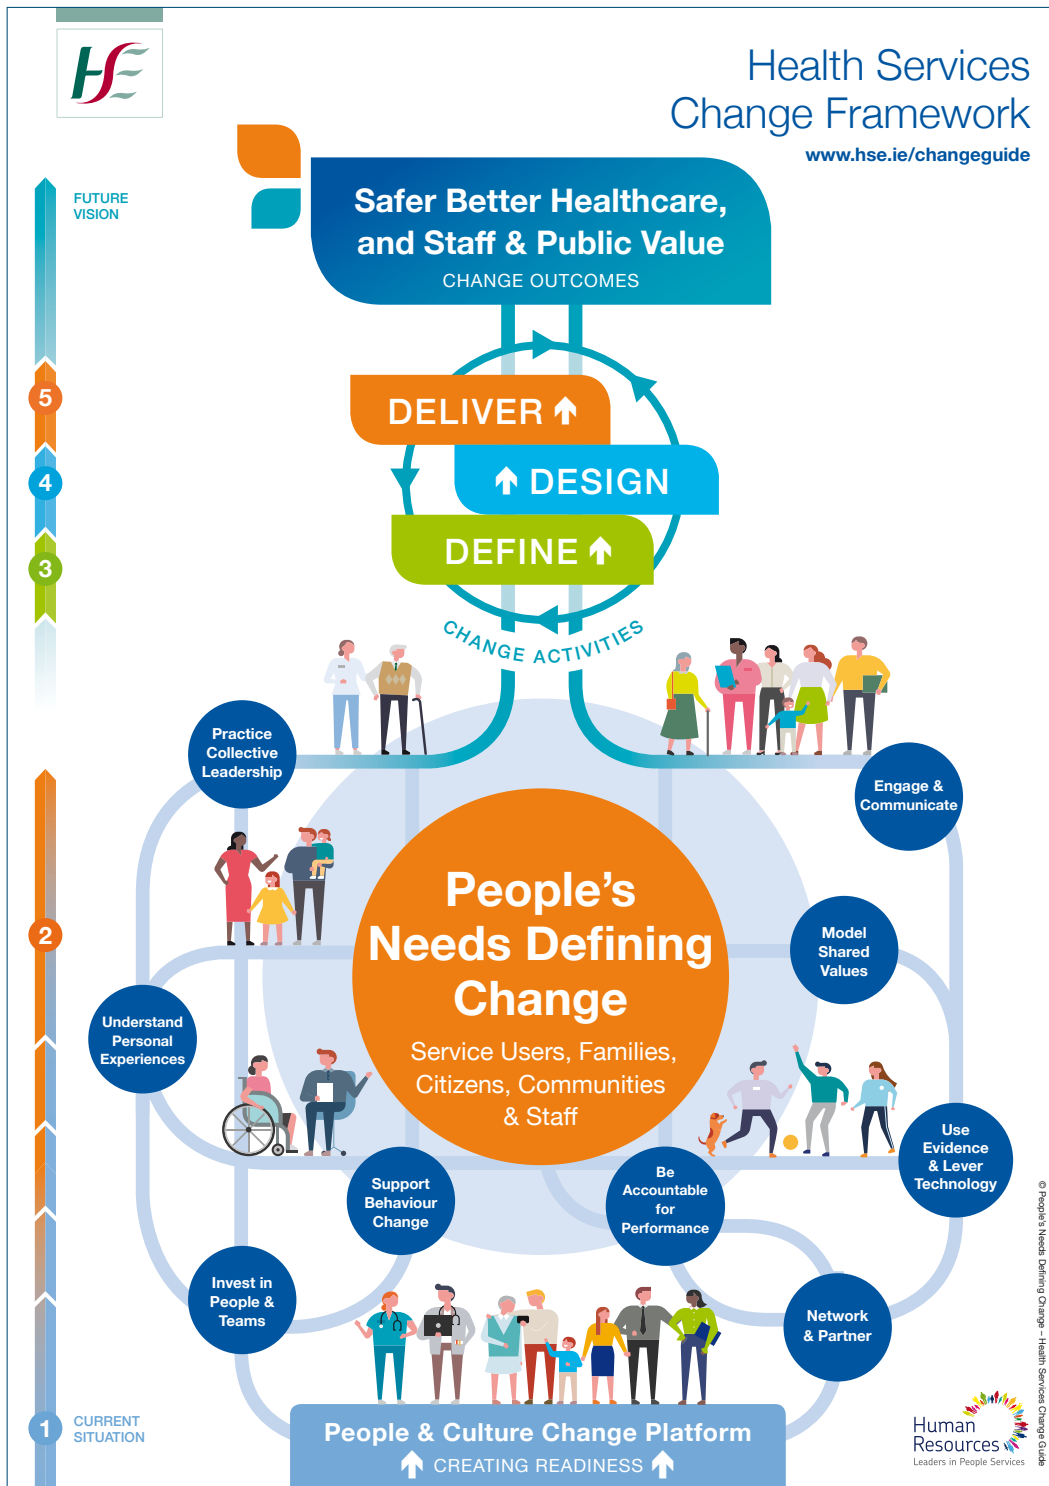 HSE
Health Services
Change Framework
www.hse.ie/changeguide
FUTURE
VISION
Safer Better Healthcare,
and Staff & Public Value
CHANGE OUTCOMES
5
DELIVER
4
DESIGN
3
DEFINE
CHANGE ACTIVITIES
Practice
Collective
Leadership
Engage &
Communicate
People’s
Needs Defining
Change
Service Users, Families,
Citizens, Communities
& Staff
2
Model
Shared
Values
Understand
Personal
Experiences
Use
Evidence
& Lever
Technology
Support
Behaviour
Change
Be
Accountable
for
Performance
Invest in
People &
Teams
Network
& Partner
1
CURRENT
SITUATION
People & Culture Change Platform
CREATING READINESS
Human
Resources
Leaders in People Services
© People’s Needs Defining Change – Health Services Change Guide